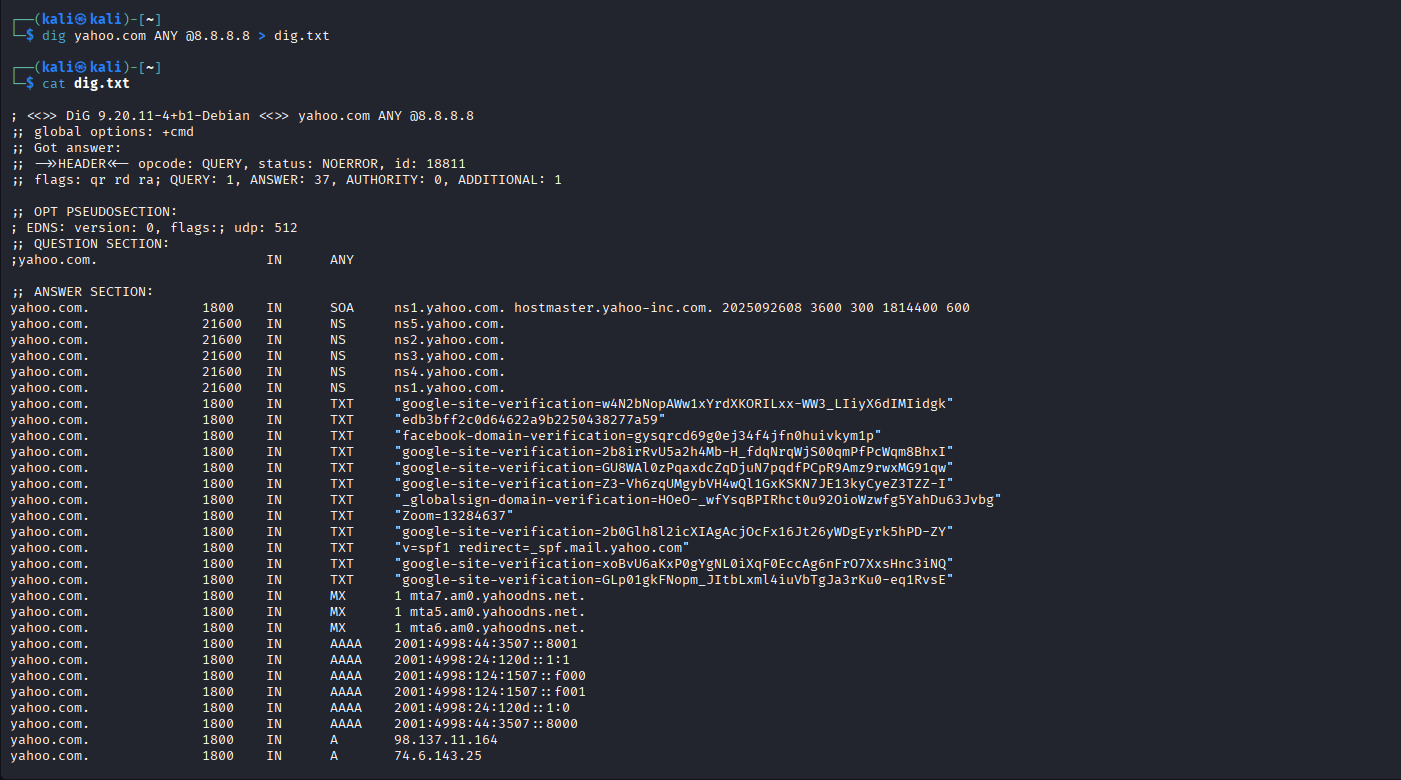 ┌──(kali㉿kali)-[~]
└─$ dig yahoo.com ANY @8.8.8.8 > dig.txt
┌──(kali㉿kali)-[~]
└─$ cat dig.txt
; <<>> DiG 9.20.11-4+b1-Debian <<>> yahoo.com ANY @8.8.8.8
;; global options: +cmd
;; Got answer:
;; ->>HEADER<<- opcode: QUERY, status: NOERROR, id: 18811
;; flags: qr rd ra; QUERY: 1, ANSWER: 37, AUTHORITY: 0, ADDITIONAL: 1
;; OPT PSEUDOSECTION:
; EDNS: version: 0, flags:; udp: 512
;; QUESTION SECTION:
;yahoo.com. IN ANY
;; ANSWER SECTION:
yahoo.com. 1800 IN SOA ns1.yahoo.com. hostmaster.yahoo-inc.com. 2025092608 3600 300 1814400 600
yahoo.com. 21600 IN NS ns5.yahoo.com.
yahoo.com. 21600 IN NS ns2.yahoo.com.
yahoo.com. 21600 IN NS ns3.yahoo.com.
yahoo.com. 21600 IN NS ns4.yahoo.com.
yahoo.com. 21600 IN NS ns1.yahoo.com.
yahoo.com. 1800 IN TXT "google-site-verification=w4N2bNopAWw1xYrdXKORILxx-WW3_LIiyX6dIMIidgk"
yahoo.com. 1800 IN TXT "edb3bff2c0d64622a9b2250438277a59"
yahoo.com. 1800 IN TXT "facebook-domain-verification=gysqrcd69g0ej34f4jfn0huivkym1p"
yahoo.com. 1800 IN TXT "google-site-verification=2b8irRvU5a2h4Mb-H_fdqNrqWjS00qmPfPcWqm8BhxI"
yahoo.com. 1800 IN TXT "google-site-verification=GU8WAl0zPqaxdcZqDjuN7pqdfPCpR9Amz9rwxMG91qw"
yahoo.com. 1800 IN TXT "google-site-verification=Z3-Vh6zqUMgybVH4wQl1GxKSKN7JE13kyCyeZ3TZZ-I"
yahoo.com. 1800 IN TXT "_globalsign-domain-verification=HOeO-_wfYsqBPIRhct0u92OioWzwfg5YahDu63Jvbg"
yahoo.com. 1800 IN TXT "Zoom=13284637"
yahoo.com. 1800 IN TXT "google-site-verification=2b0Glh8l2icXIAgAcjOcFx16Jt26yWDgEyrk5hPD-ZY"
yahoo.com. 1800 IN TXT "v=spf1 redirect=_spf.mail.yahoo.com"
yahoo.com. 1800 IN TXT "google-site-verification=xoBvU6aKxP0gYgNL0iXqF0EccAg6nFrO7XxsHnc3iNQ"
yahoo.com. 1800 IN TXT "google-site-verification=GLp01gkFNopm_JItbLxml4iuVbTgJa3rKu0-eq1RvsE"
yahoo.com. 1800 IN MX 1 mta7.am0.yahoodns.net.
yahoo.com. 1800 IN MX 1 mta5.am0.yahoodns.net.
yahoo.com. 1800 IN MX 1 mta6.am0.yahoodns.net.
yahoo.com. 1800 IN AAAA 2001:4998:44:3507::8001
yahoo.com. 1800 IN AAAA 2001:4998:24:120d::1:1
yahoo.com. 1800 IN AAAA 2001:4998:124:1507::f000
yahoo.com. 1800 IN AAAA 2001:4998:124:1507::f001
yahoo.com. 1800 IN AAAA 2001:4998:24:120d::1:0
yahoo.com. 1800 IN AAAA 2001:4998:44:3507::8000
yahoo.com. 1800 IN A 98.137.11.164
yahoo.com. 1800 IN A 74.6.143.25